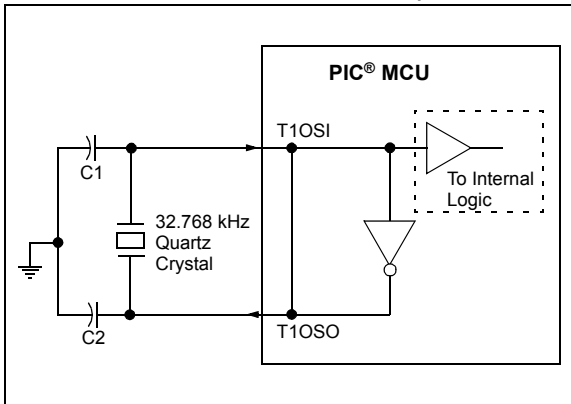 PIC® MCU
T1OSI
C1
To Internal
Logic
32.768 kHz
Quartz
Crystal
C2
T1OSO